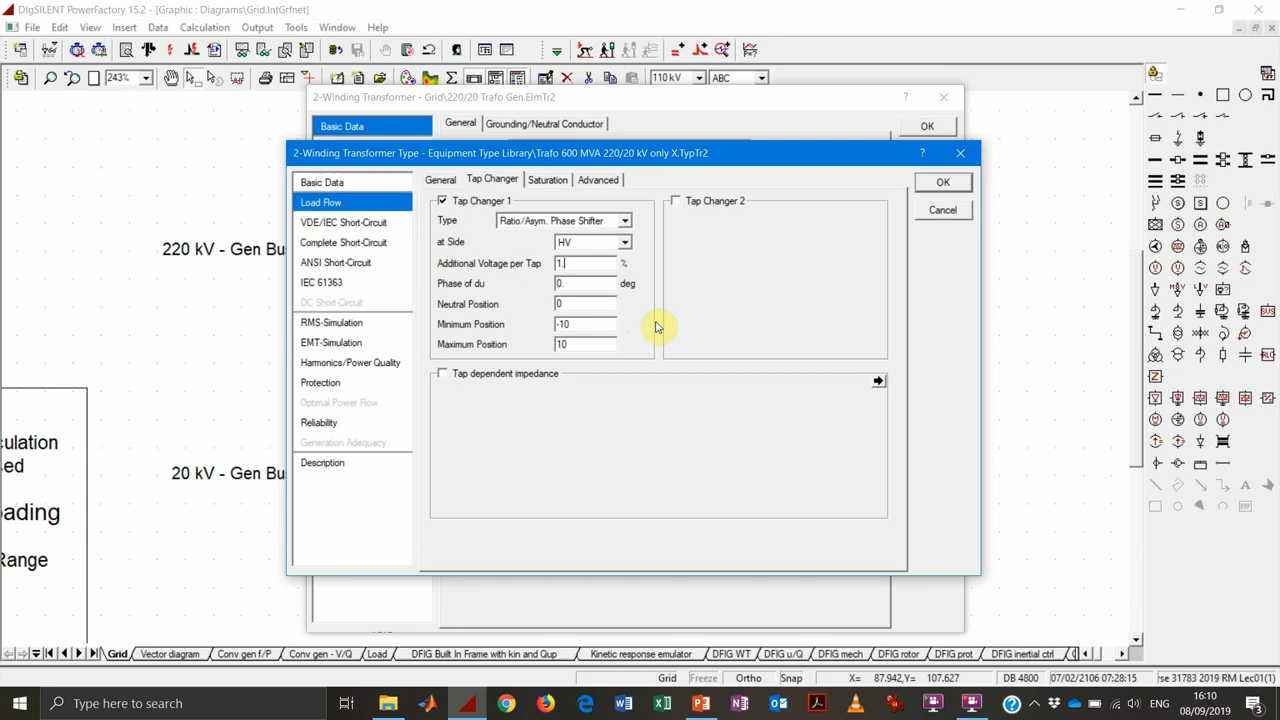 DIgSILENT PowerFactory 15.2 - [Graphic : Diagrams\Grid.IntGrfnet]
File Edit View Insert Data Calculation Output Tools Window Help
243% 110 kV ABC
2-Winding Transformer - Grid\220/20 Trafo Gen.ElmTr2 ?
Basic Data General Grounding/Neutral Conductor OK
2-Winding Transformer Type - Equipment Type Library\Trafo 600 MVA 220/20 kV only X.TypTr2 ?
Basic Data
Load Flow
VDE/IEC Short-Circuit
Complete Short-Circuit
ANSI Short-Circuit
IEC 61363
DC Short-Circuit
RMS-Simulation
EMT-Simulation
Harmonics/Power Quality
Protection
Optimal Power Flow
Reliability
Generation Adequacy
Description
General Tap Changer Saturation Advanced
OK
Cancel
Tap Changer 1
Type Ratio/Asym. Phase Shifter
at Side HV
Additional Voltage per Tap 1. %
Phase of du 0. deg
Neutral Position 0
Minimum Position -10
Maximum Position 10
Tap Changer 2
Tap dependent impedance
220 kV - Gen Bu
20 kV - Gen Bus
culation
sed
ading
Range
Grid Vector diagram Conv gen f/P Conv gen - V/Q Load DFIG Built In Frame with kin and Qup Kinetic response emulator DFIG WT DFIG u/Q DFIG mech DFIG rotor DFIG prot DFIG inertial ctrl
Grid Freeze Ortho Snap X= 87.942, Y= 107.627 DB 4800 07/02/2106 07:28:15 rse 31783 2019 RM Lec01(1)
Type here to search
16:10
08/09/2019